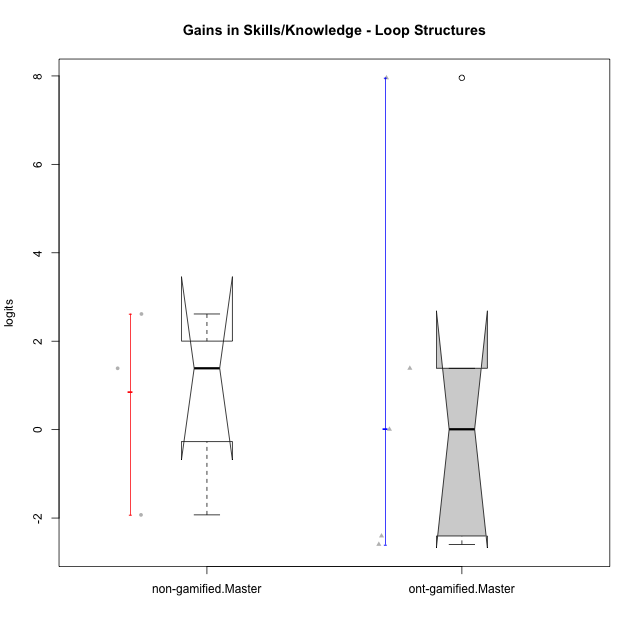 Gains in Skills/Knowledge - Loop Structures
logits
8
6
4
2
0
-2
non-gamified.Master
ont-gamified.Master